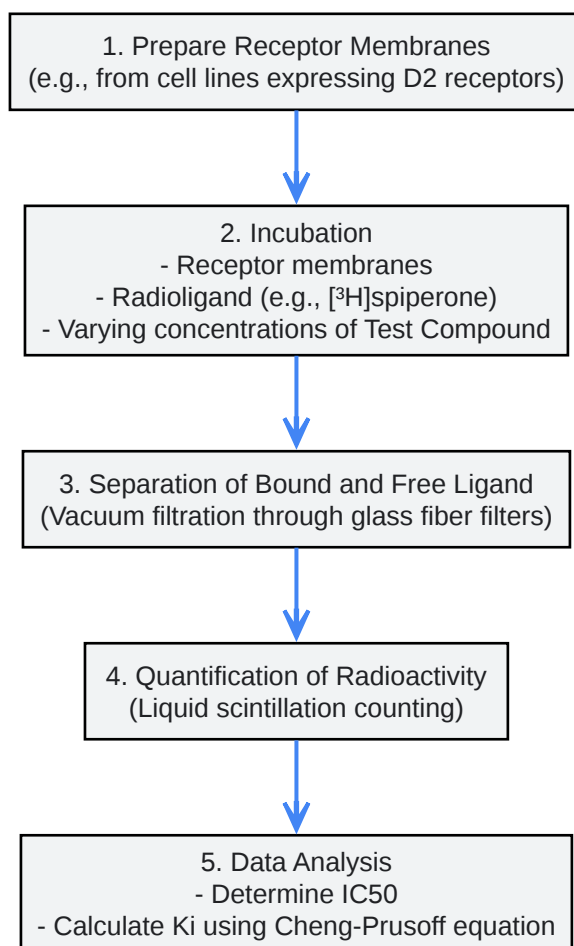 1. Prepare Receptor Membranes
(e.g., from cell lines expressing D2 receptors)
2. Incubation
- Receptor membranes
- Radioligand (e.g., [³H]spiperone)
- Varying concentrations of Test Compound
3. Separation of Bound and Free Ligand
(Vacuum filtration through glass fiber filters)
4. Quantification of Radioactivity
(Liquid scintillation counting)
5. Data Analysis
- Determine IC50
- Calculate Ki using Cheng-Prusoff equation